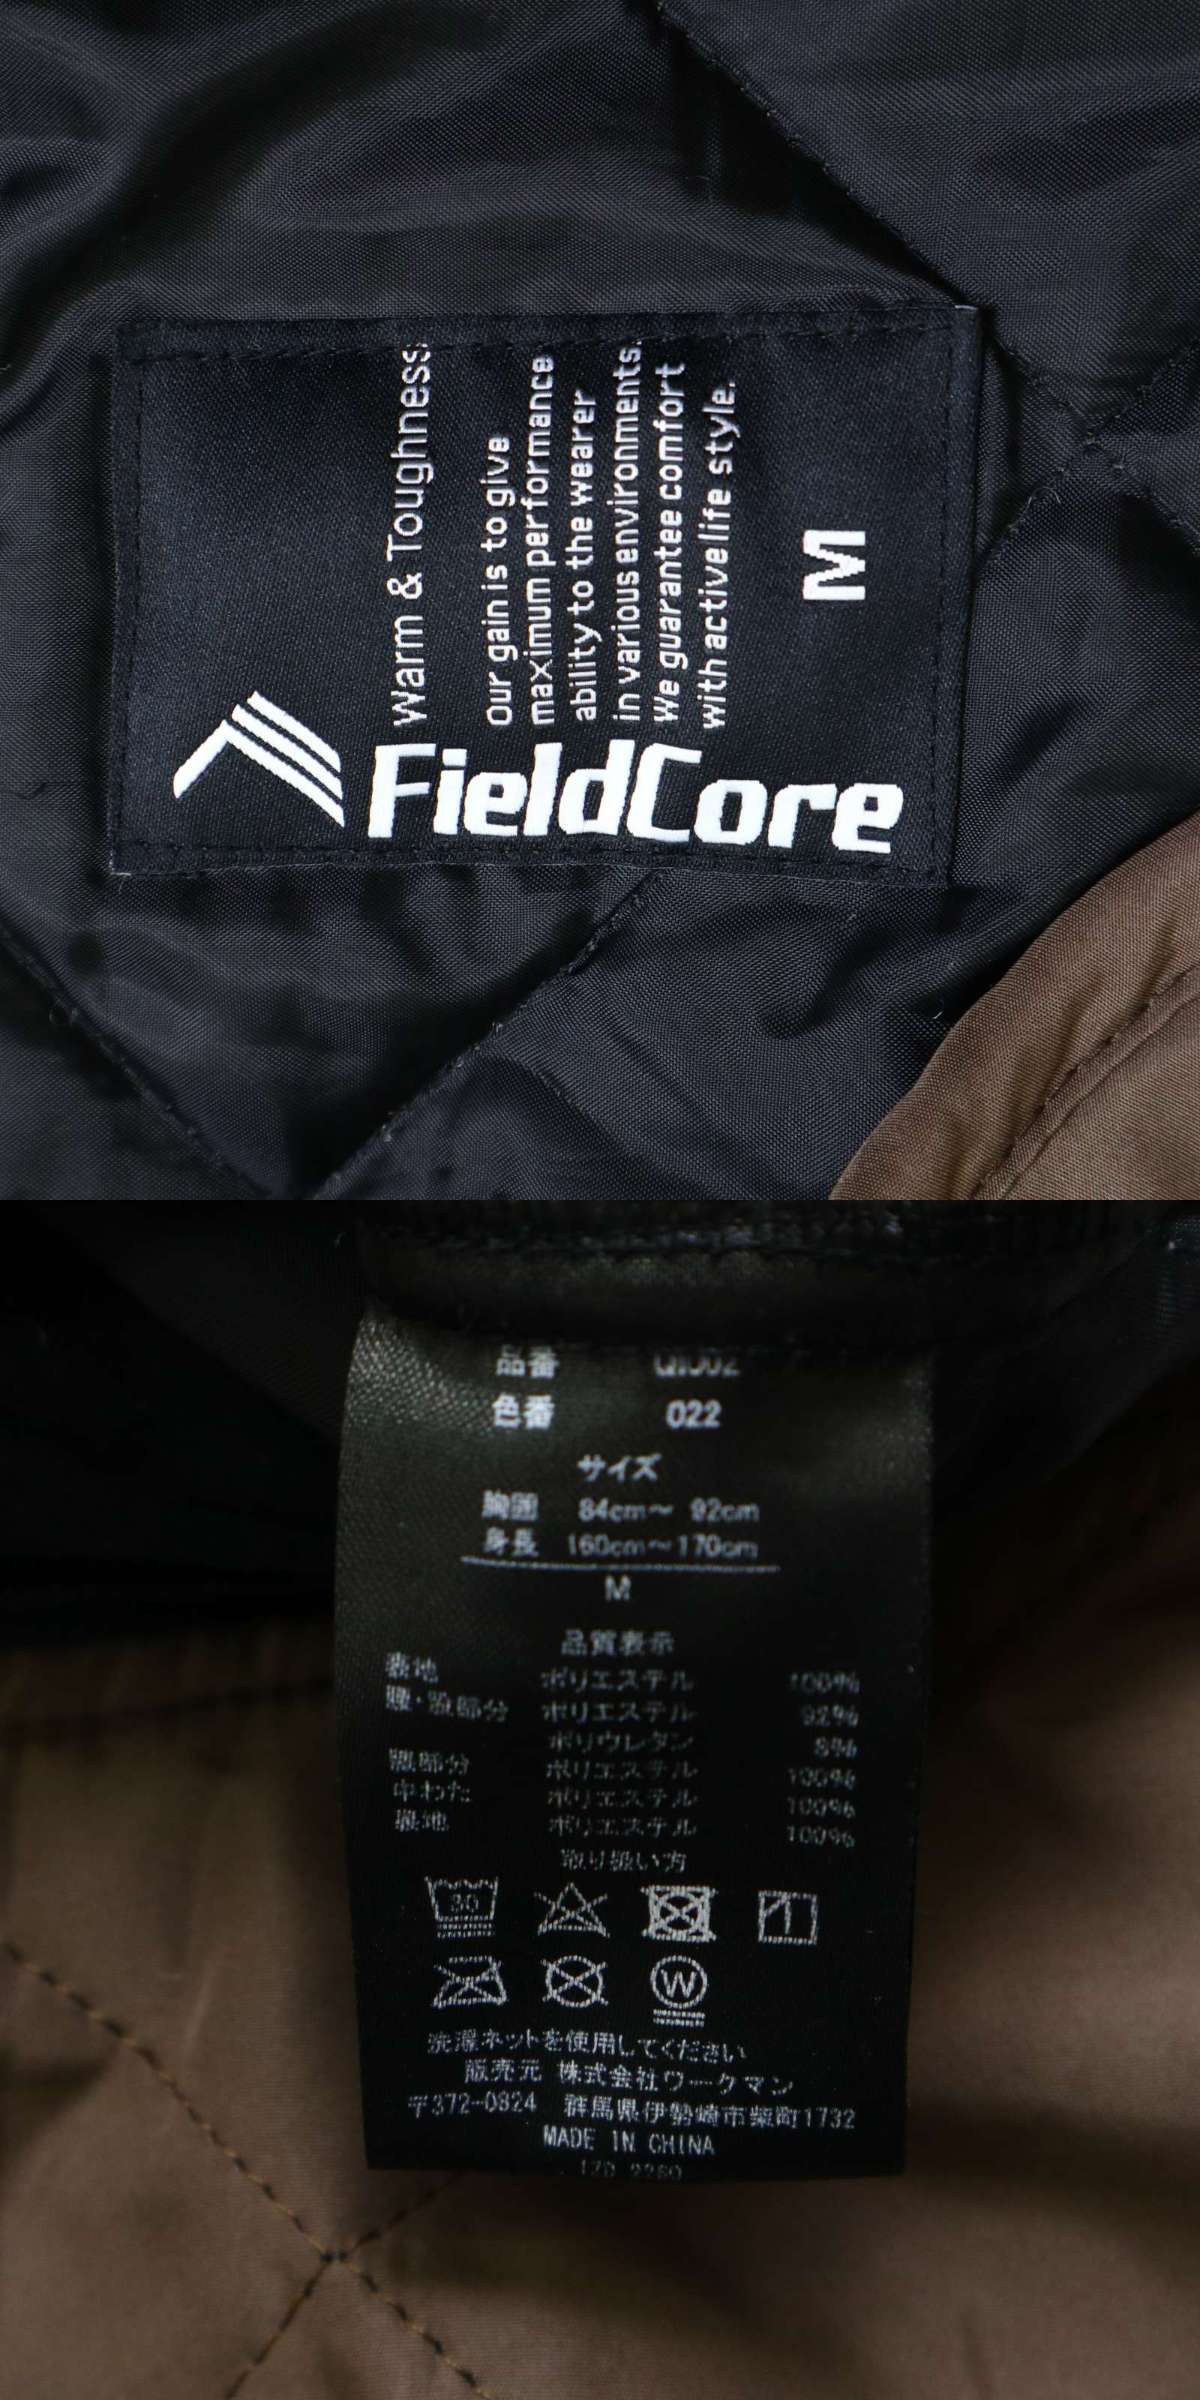 FieldCore
Warm & Toughness
Our gain is to give
maximum performance
ability to the wearer
in various environments.
We guarantee comfort
with active life style.
M
品番
色番 022
サイズ
胸囲 84cm～ 92cm
身長 160cm～170cm
M
品質表示
表地 ポリエステル 100%
腰・股部分 ポリエステル 92%
ポリウレタン 8%
ポリエステル 100%
中わた ポリエステル 100%
裏地 ポリエステル 100%
取り扱い方
30
W
洗濯ネットを使用してください
販売元 株式会社ワークマン
〒372-0824 群馬県伊勢崎市柴町1732
MADE IN CHINA